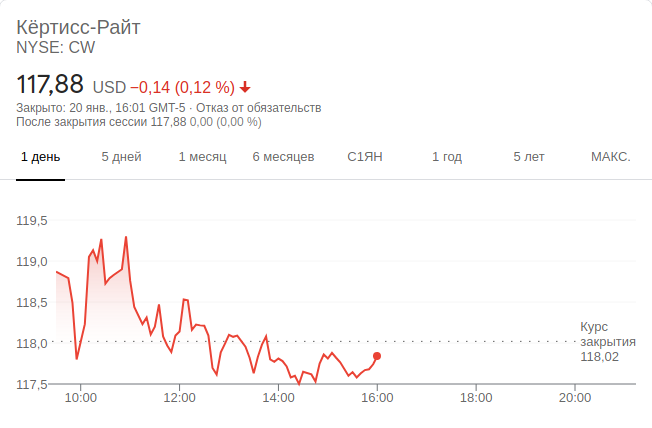 Кёртисс-Райт
NYSE: CW
117,88 USD −0,14 (0,12 %)
Закрыто: 20 янв., 16:01 GMT-5 · Отказ от обязательств
После закрытия сессии 117,88 0,00 (0,00 %)
1 день 5 дней 1 месяц 6 месяцев С1ЯН 1 год 5 лет МАКС.
119,5
119,0
118,5
118,0
117,5
Курс
закрытия
118,02
10:00 12:00 14:00 16:00 18:00 20:00